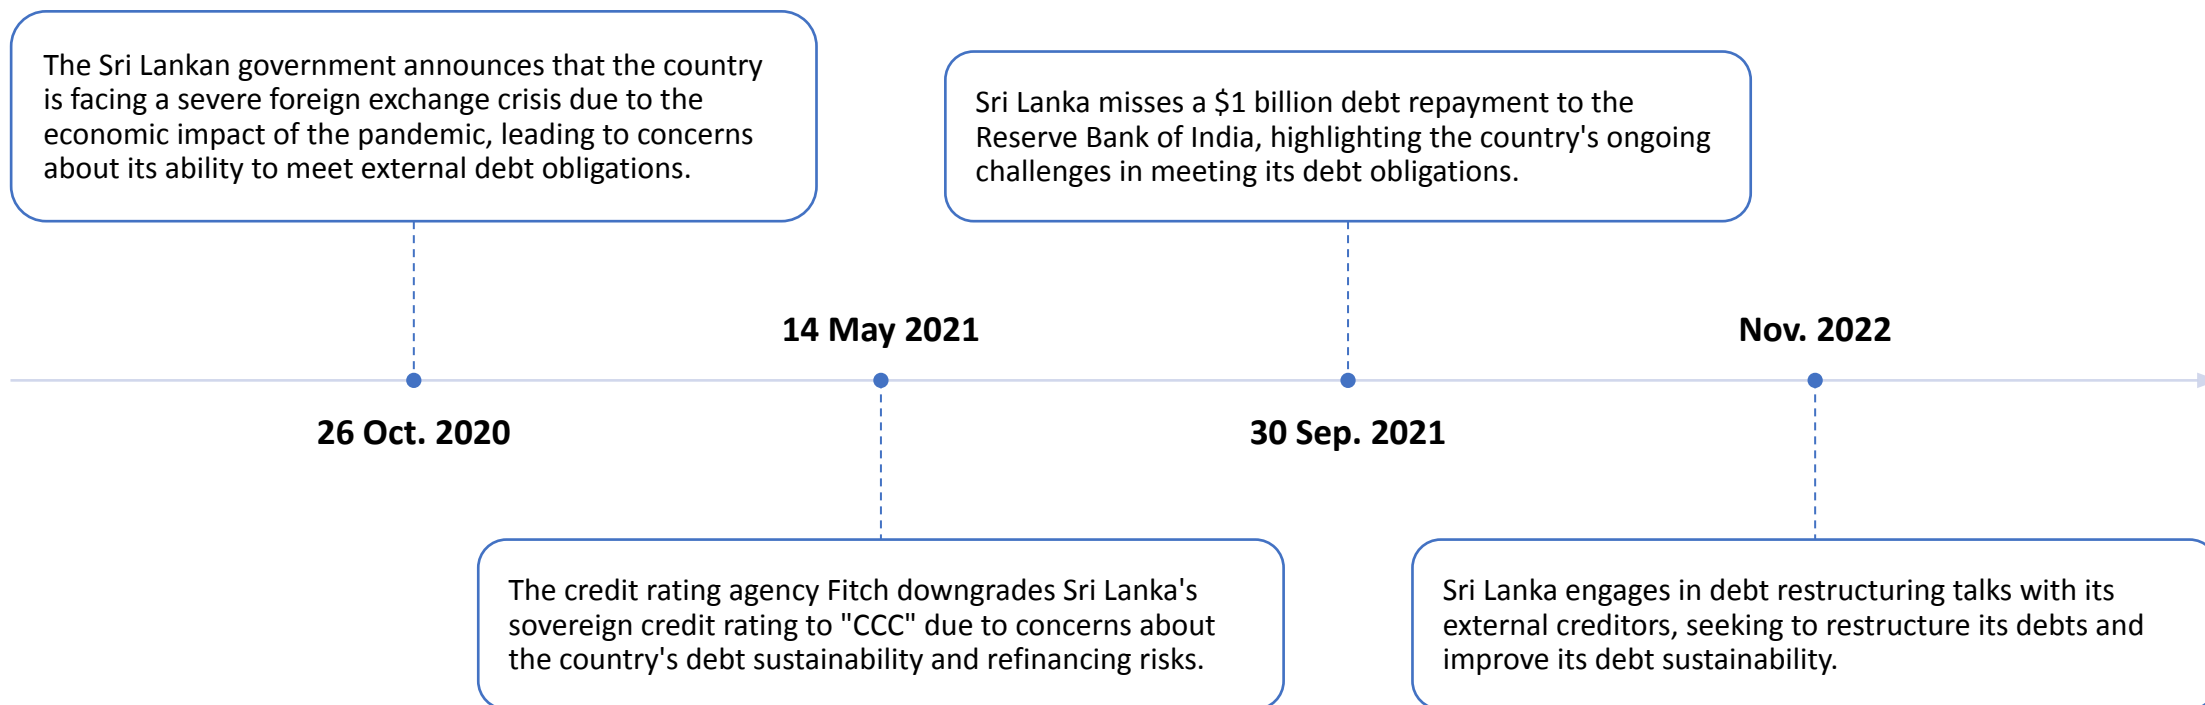 The Sri Lankan government announces that the country
is facing a severe foreign exchange crisis due to the
economic impact of the pandemic, leading to concerns
about its ability to meet external debt obligations.
Sri Lanka misses a $1 billion debt repayment to the
Reserve Bank of India, highlighting the country's ongoing
challenges in meeting its debt obligations.
14 May 2021
Nov. 2022
26 Oct. 2020
30 Sep. 2021
The credit rating agency Fitch downgrades Sri Lanka's
sovereign credit rating to "CCC" due to concerns about
the country's debt sustainability and refinancing risks.
Sri Lanka engages in debt restructuring talks with its
external creditors, seeking to restructure its debts and
improve its debt sustainability.